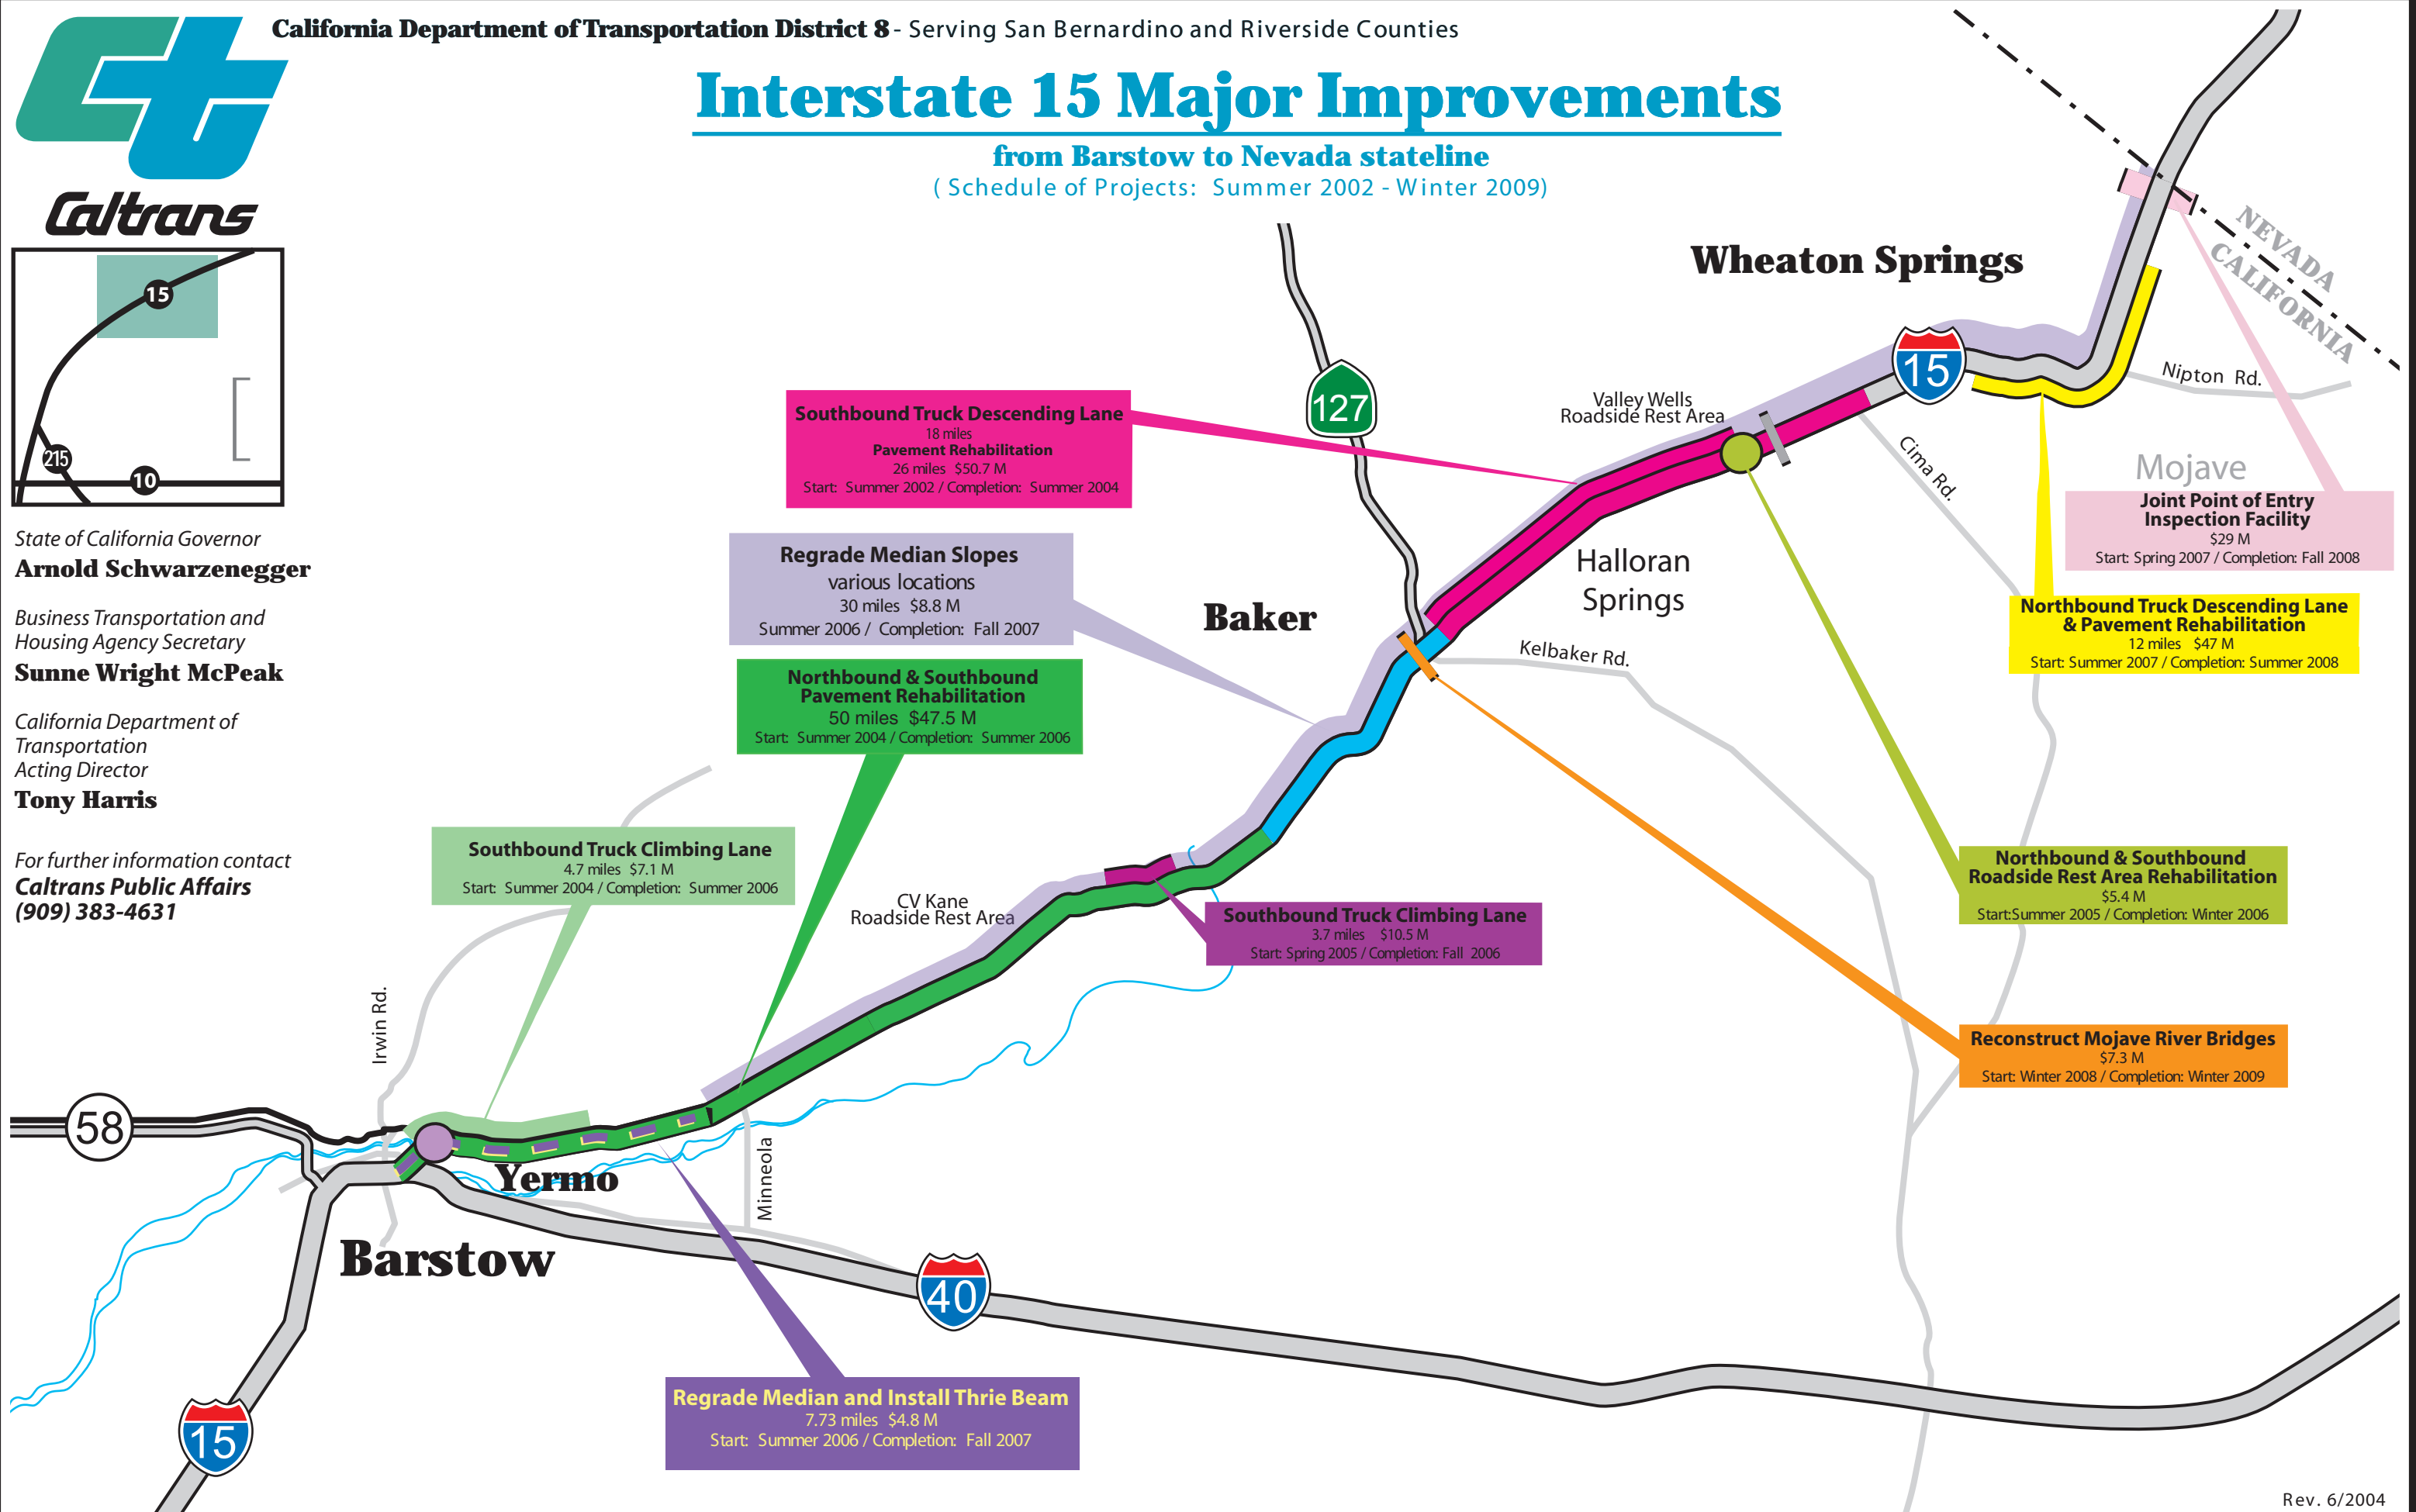 California Department of Transportation District 8 - Serving San Bernardino and Riverside Counties
Interstate 15 Major Improvements
from Barstow to Nevada stateline
( Schedule of Projects: Summer 2002 - Winter 2009)
Caltrans
15
215
10
State of California Governor
Arnold Schwarzenegger
Business Transportation and
Housing Agency Secretary
Sunne Wright McPeak
California Department of
Transportation
Acting Director
Tony Harris
For further information contact
Caltrans Public Affairs
(909) 383-4631
Wheaton Springs
NEVADA
CALIFORNIA
15
Nipton Rd.
127
Valley Wells
Roadside Rest Area
Cima Rd.
Mojave
Southbound Truck Descending Lane
18 miles
Pavement Rehabilitation
26 miles $50.7 M
Start: Summer 2002 / Completion: Summer 2004
Joint Point of Entry
Inspection Facility
$29 M
Start: Spring 2007 / Completion: Fall 2008
Regrade Median Slopes
various locations
30 miles $8.8 M
Summer 2006 / Completion: Fall 2007
Baker
Halloran
Springs
Kelbaker Rd.
Northbound Truck Descending Lane
& Pavement Rehabilitation
12 miles $47 M
Start: Summer 2007 / Completion: Summer 2008
Northbound & Southbound
Pavement Rehabilitation
50 miles $47.5 M
Start: Summer 2004 / Completion: Summer 2006
Southbound Truck Climbing Lane
4.7 miles $7.1 M
Start: Summer 2004 / Completion: Summer 2006
CV Kane
Roadside Rest Area
Southbound Truck Climbing Lane
3.7 miles $10.5 M
Start: Spring 2005 / Completion: Fall 2006
Northbound & Southbound
Roadside Rest Area Rehabilitation
$5.4 M
Start:Summer 2005 / Completion: Winter 2006
Reconstruct Mojave River Bridges
$7.3 M
Start: Winter 2008 / Completion: Winter 2009
Irwin Rd.
58
Yermo
Minneola
Barstow
40
Regrade Median and Install Thrie Beam
7.73 miles $4.8 M
Start: Summer 2006 / Completion: Fall 2007
15
Rev. 6/2004